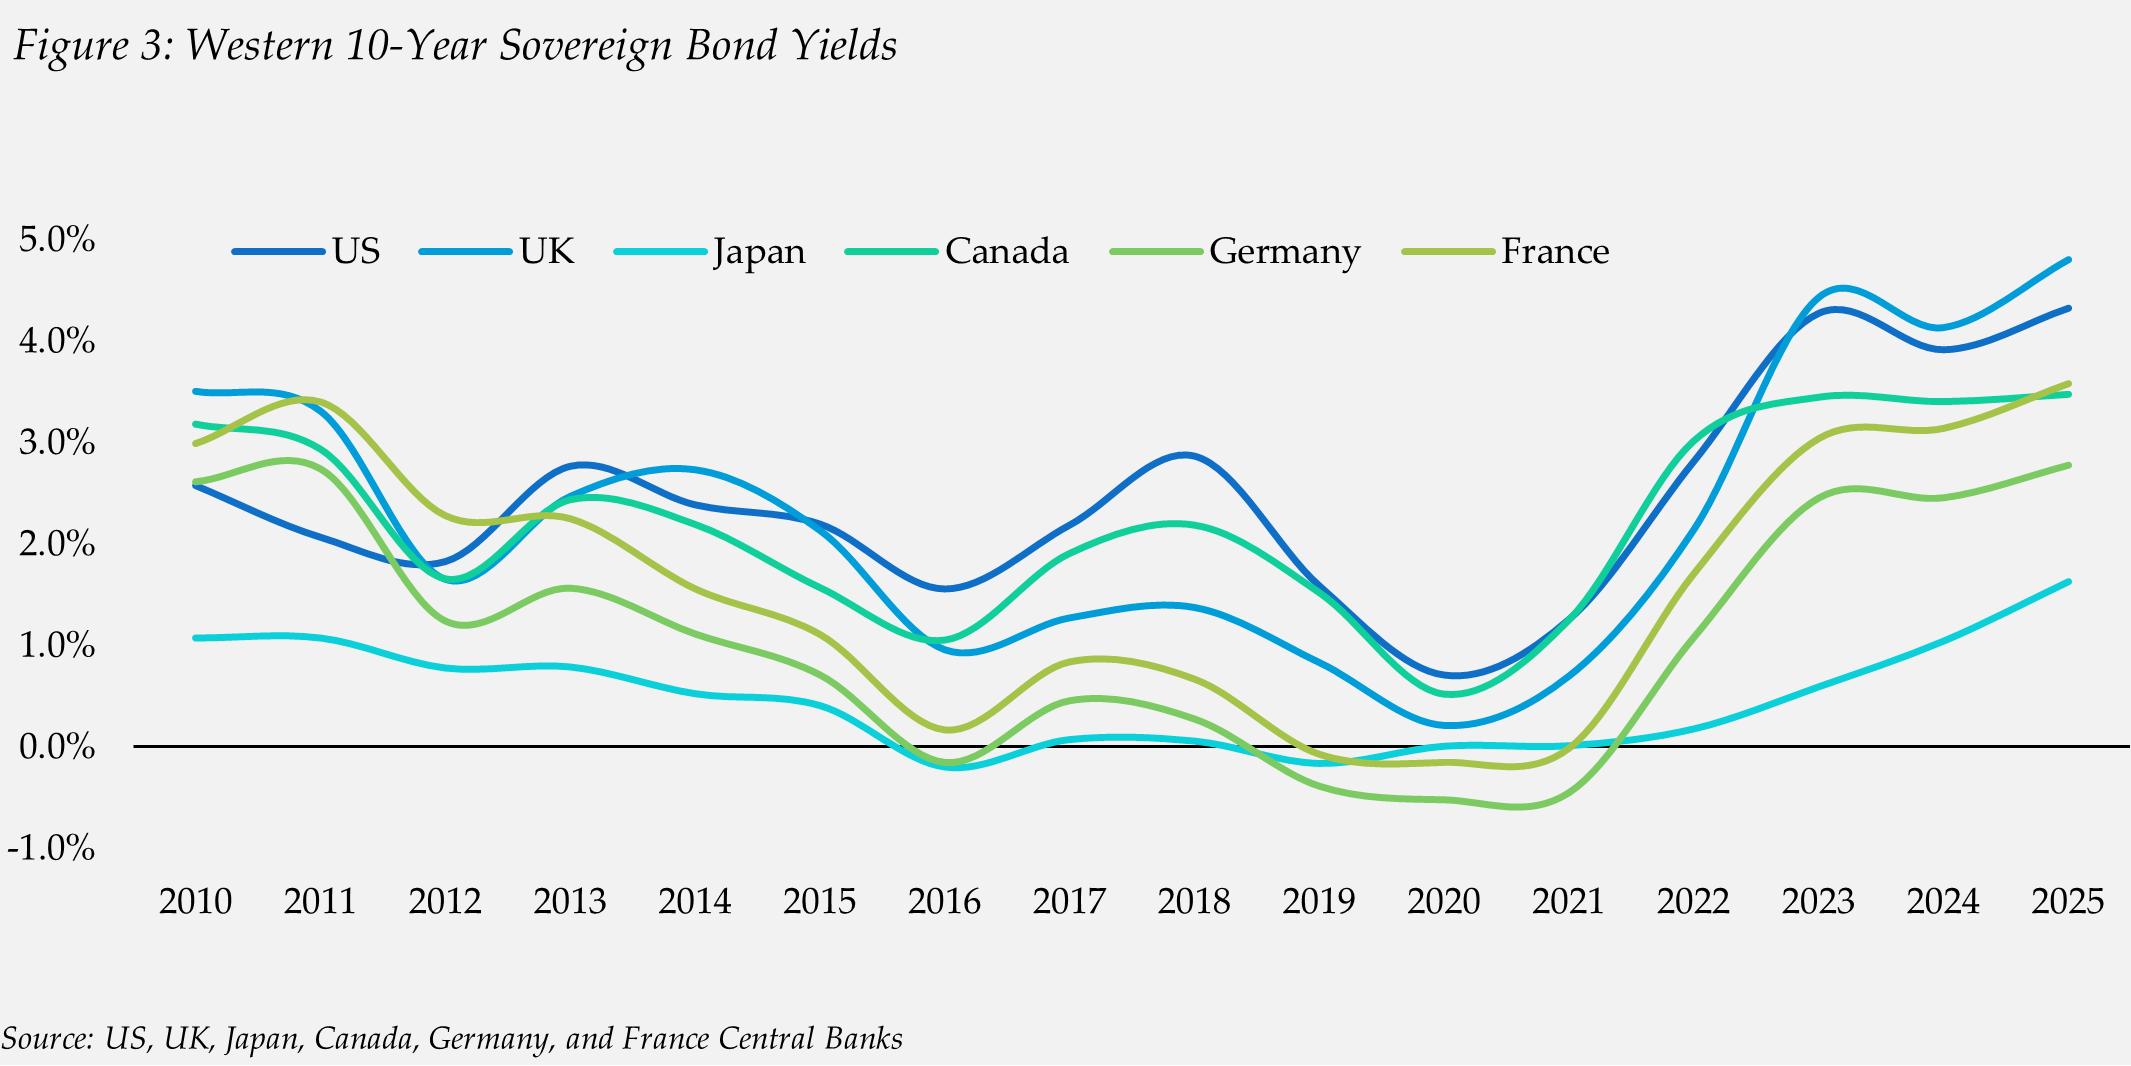 Figure 3: Western 10-Year Sovereign Bond Yields
5.0%
US UK Japan Canada Germany France
4.0%
3.0%
2.0%
1.0%
0.0%
-1.0%
2010 2011 2012 2013 2014 2015 2016 2017 2018 2019 2020 2021 2022 2023 2024 2025
Source: US, UK, Japan, Canada, Germany, and France Central Banks